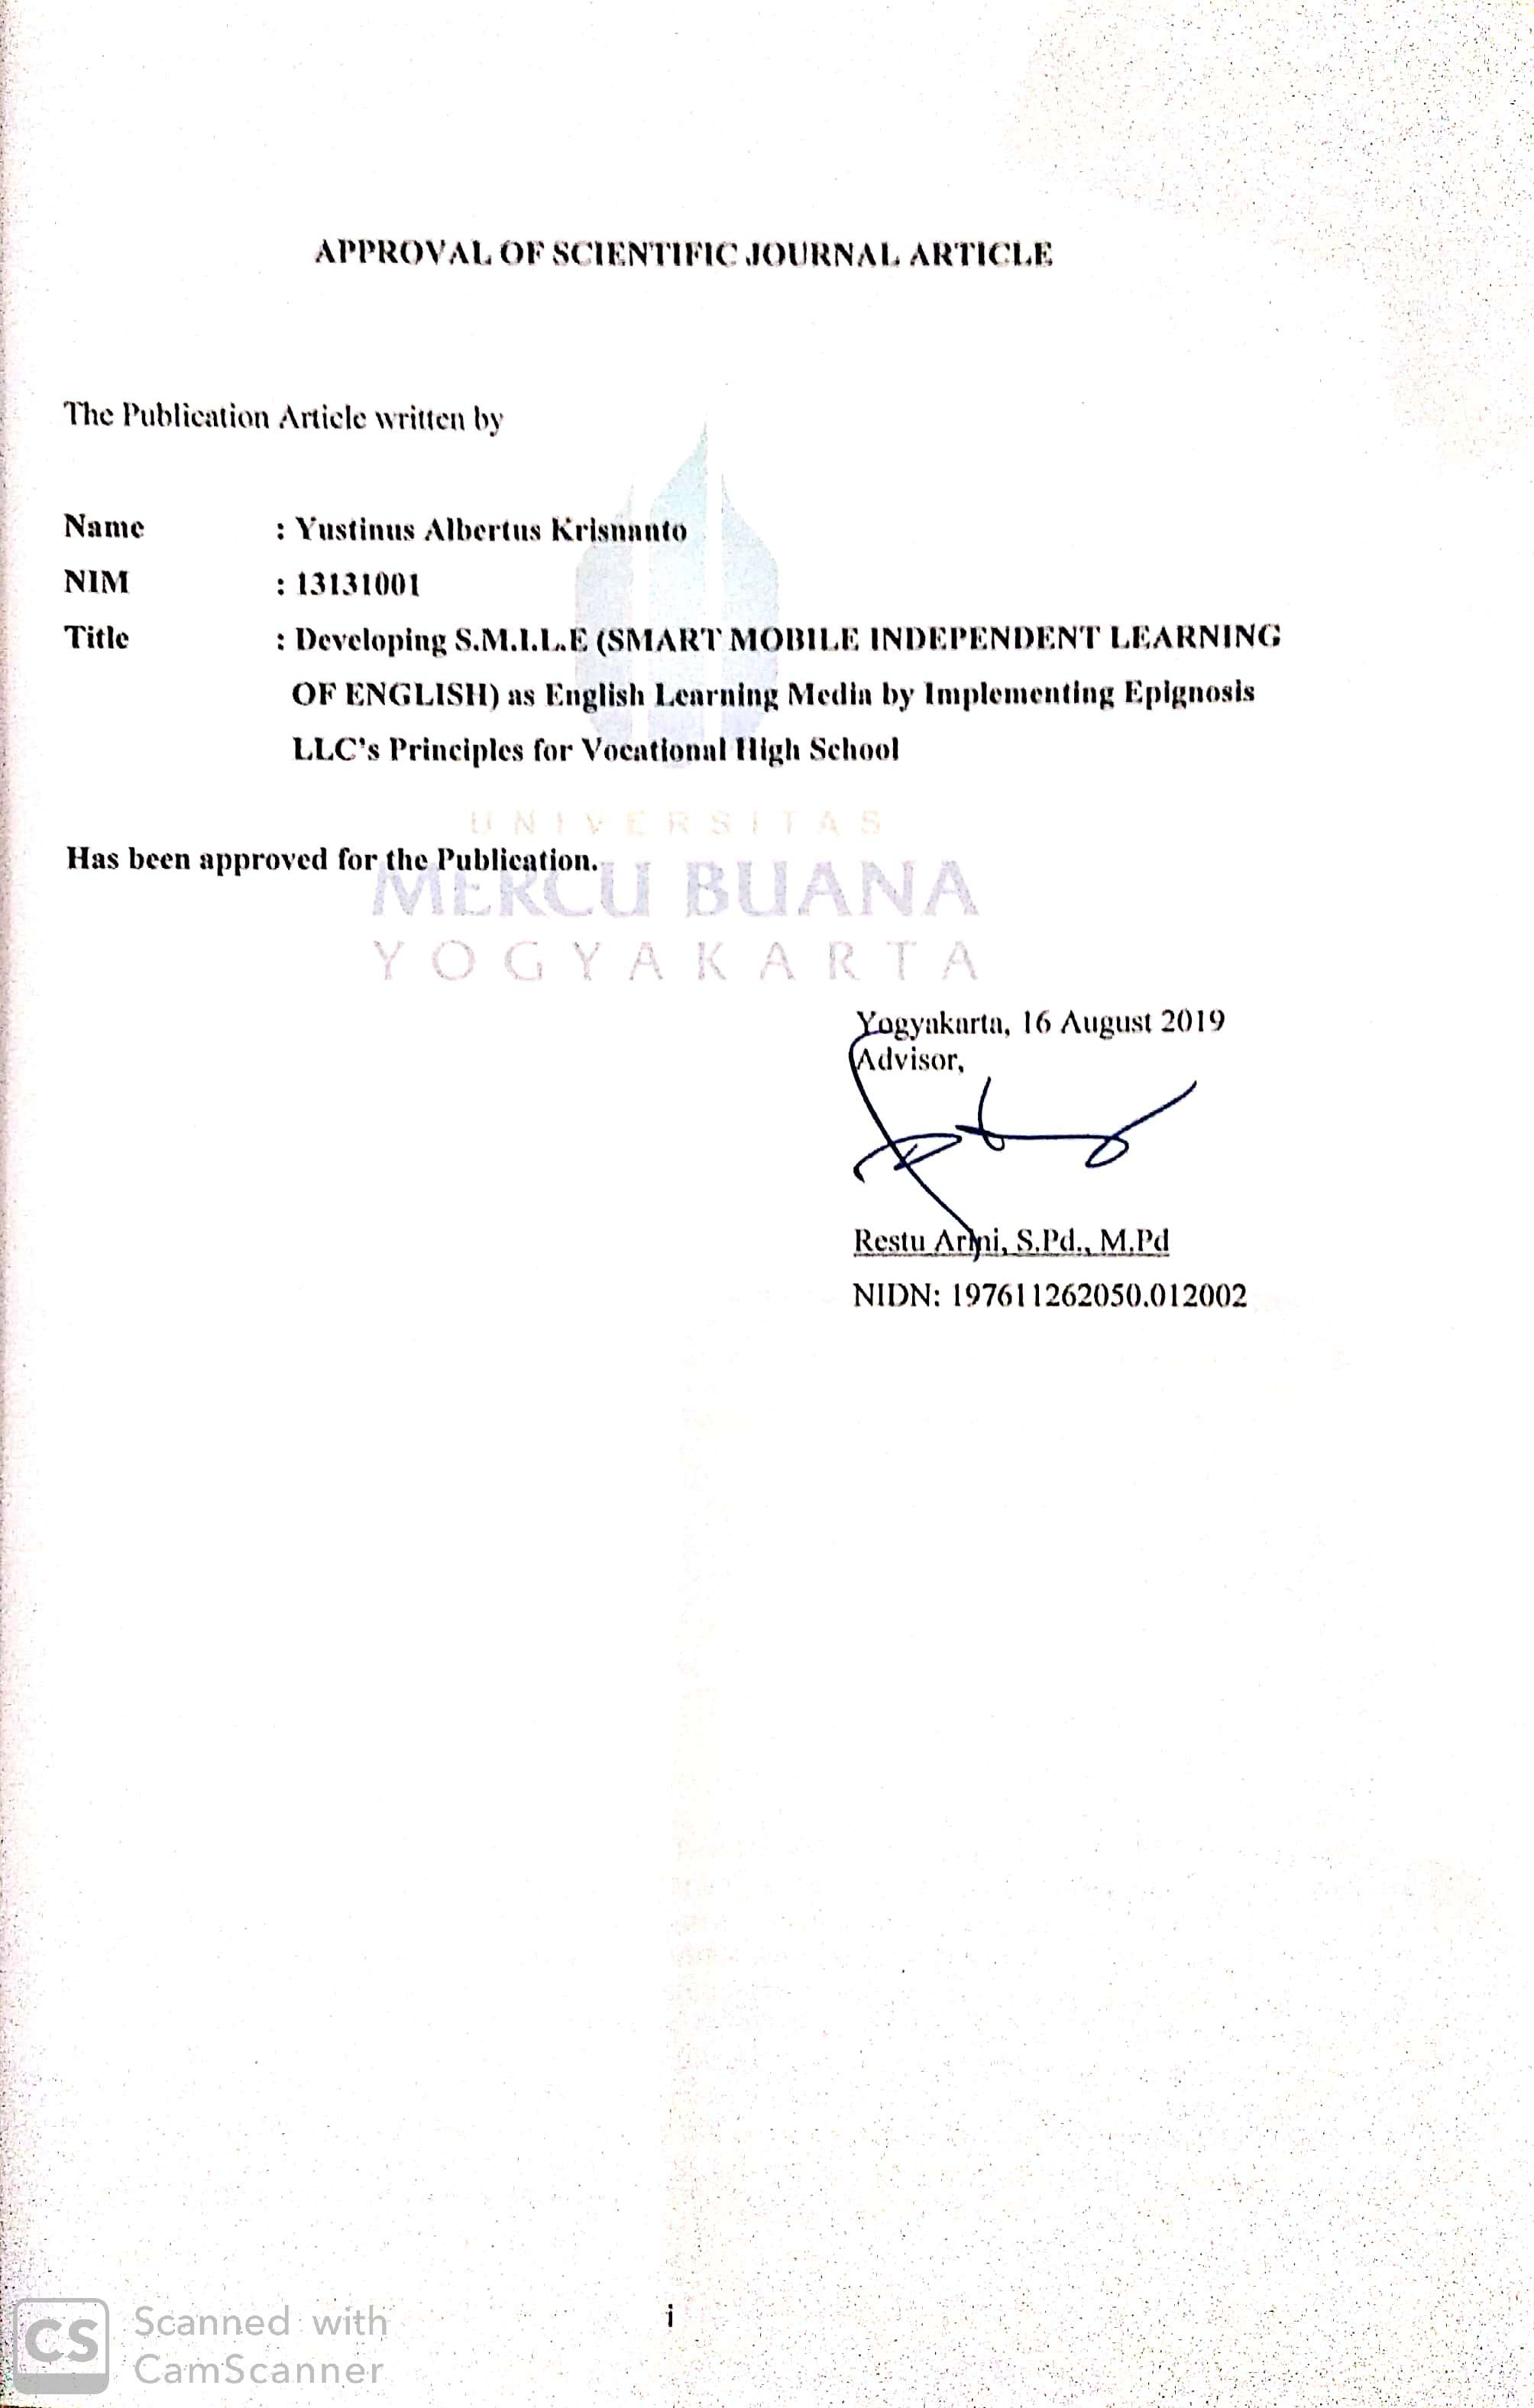 APPROVAL OF SCIENTIFIC JOURNAL ARTICLE
The Publication Article written by
Name : Yustinus Albertus Krisnanto
NIM : 13131001
Title : Developing S.M.I.L.E (SMART MOBILE INDEPENDENT LEARNING
OF ENGLISH) as English Learning Media by Implementing Epignosis
LLC's Principles for Vocational High School
UNIVERSITAS
Has been approved for the Publication.
MERCU BUANA
YOGYAKARTA
Yogyakarta, 16 August 2019
Advisor,
Restu Arini, S.Pd., M.Pd
NIDN: 197611262050.012002
i
CS Scanned with
CamScanner